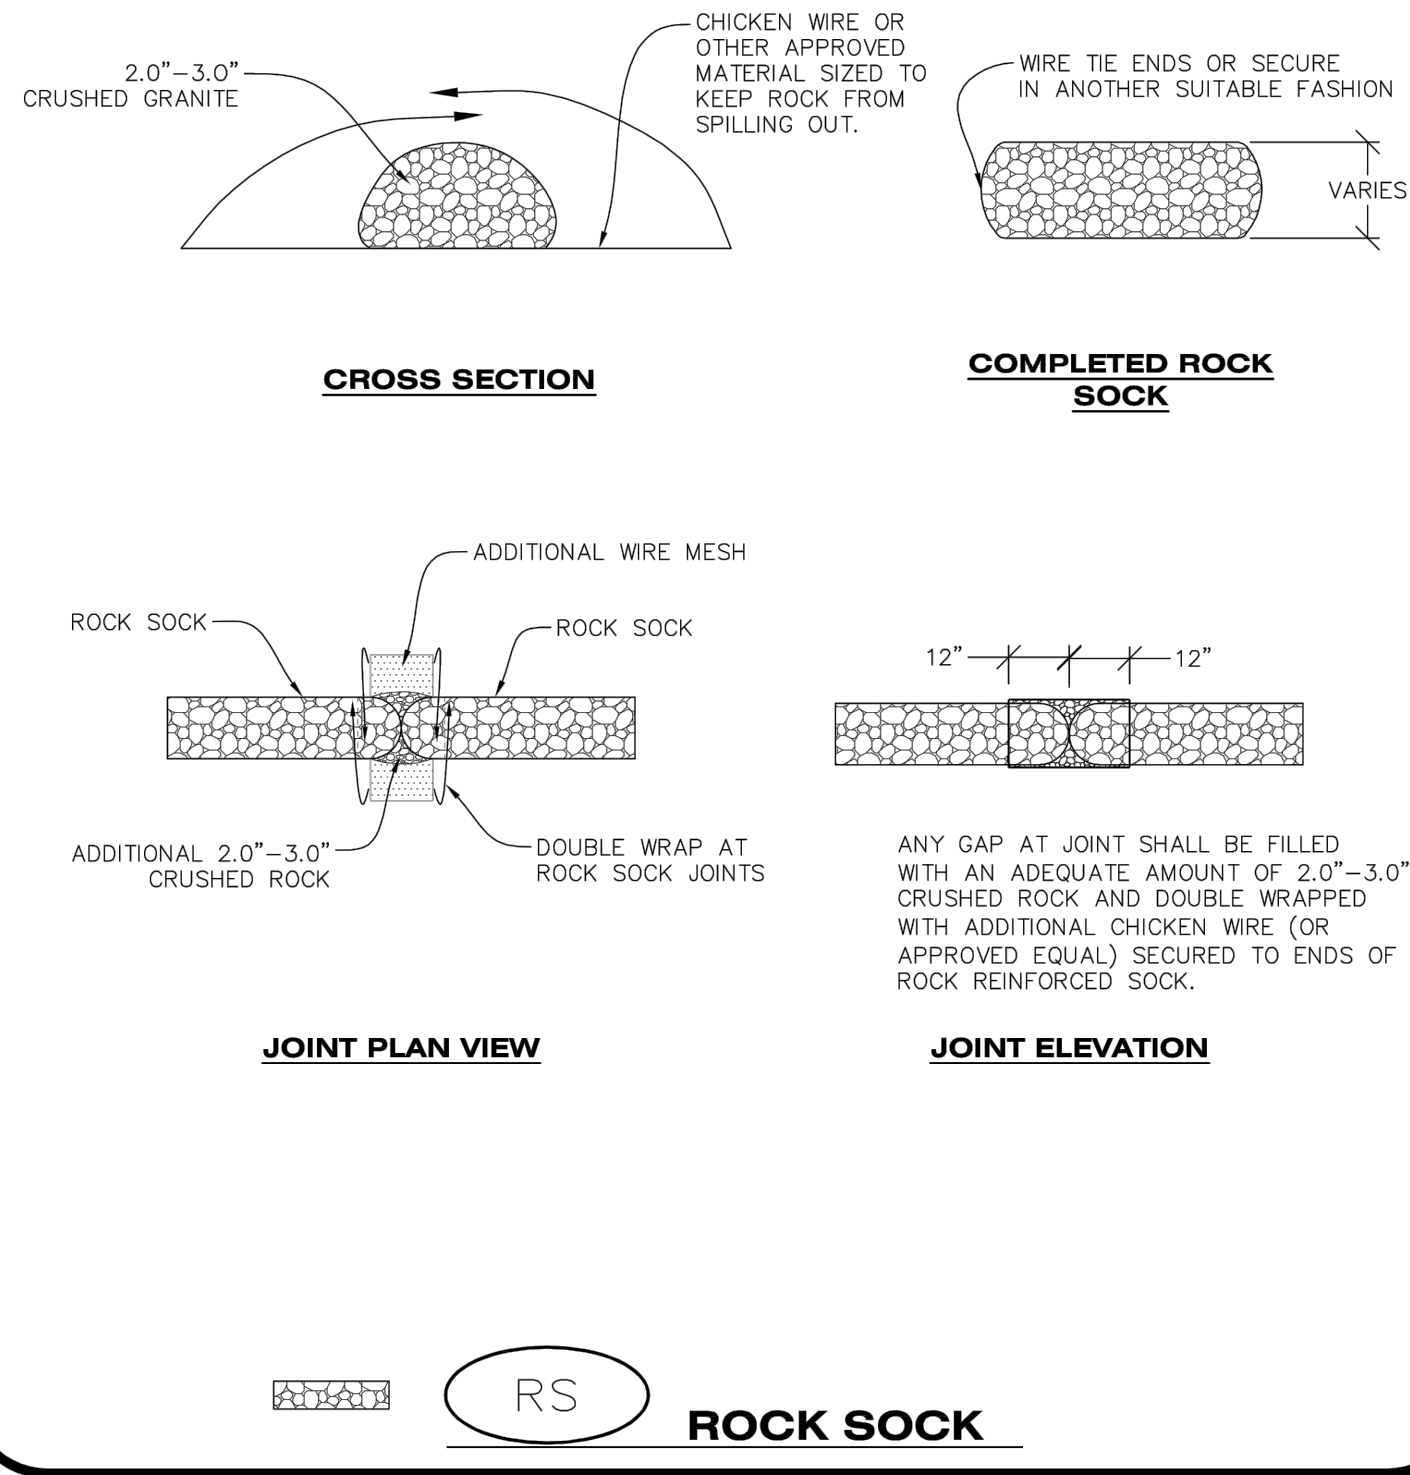 2.0"–3.0"
CRUSHED GRANITE
CHICKEN WIRE OR
OTHER APPROVED
MATERIAL SIZED TO
KEEP ROCK FROM
SPILLING OUT.
WIRE TIE ENDS OR SECURE
IN ANOTHER SUITABLE FASHION
VARIES
CROSS SECTION
COMPLETED ROCK
SOCK
ADDITIONAL WIRE MESH
ROCK SOCK
ROCK SOCK
ADDITIONAL 2.0"–3.0"
CRUSHED ROCK
DOUBLE WRAP AT
ROCK SOCK JOINTS
12"
12"
ANY GAP AT JOINT SHALL BE FILLED
WITH AN ADEQUATE AMOUNT OF 2.0"–3.0"
CRUSHED ROCK AND DOUBLE WRAPPED
WITH ADDITIONAL CHICKEN WIRE (OR
APPROVED EQUAL) SECURED TO ENDS OF
ROCK REINFORCED SOCK.
JOINT PLAN VIEW
JOINT ELEVATION
RS
ROCK SOCK